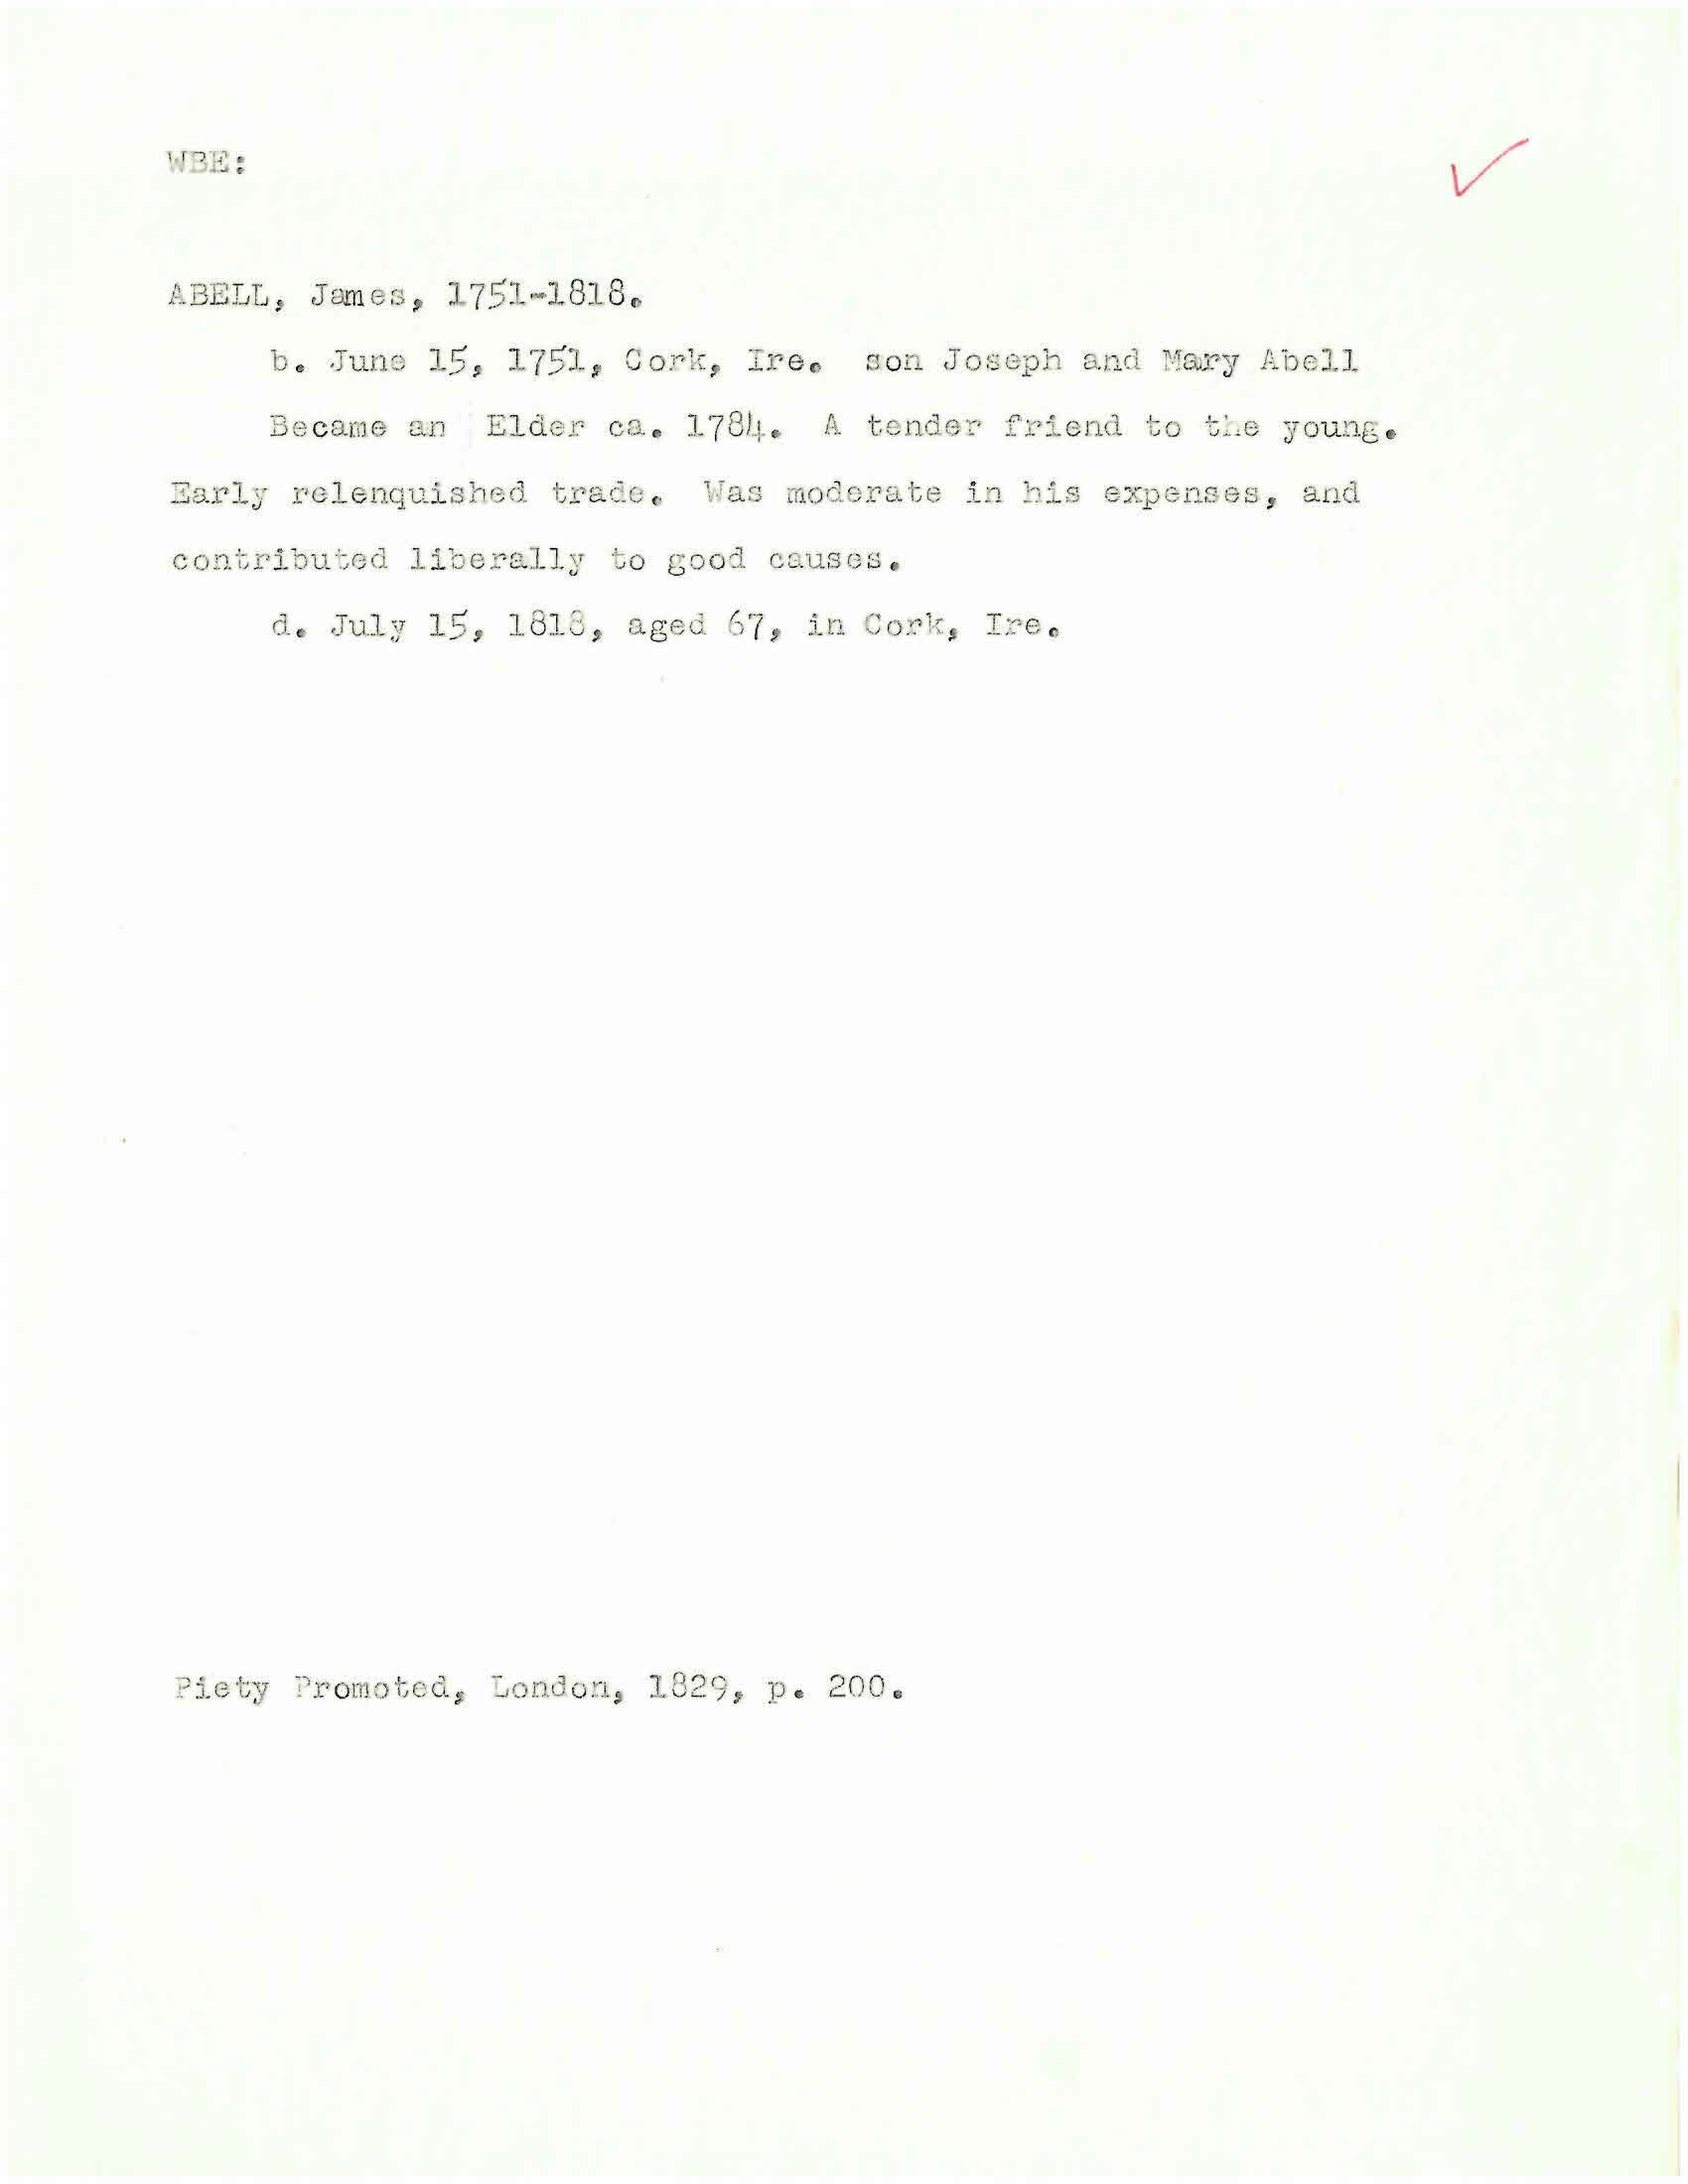 WBE:
ABELL, James, 1751-1818.
b. June 15, 1751, Cork, Ire. son Joseph and Mary Abell
Became an Elder ca. 1784. A tender friend to the young.
Early relenquished trade. Was moderate in his expenses, and
contributed liberally to good causes.
d. July 15, 1818, aged 67, in Cork, Ire.
Piety Promoted, London, 1829, p. 200.